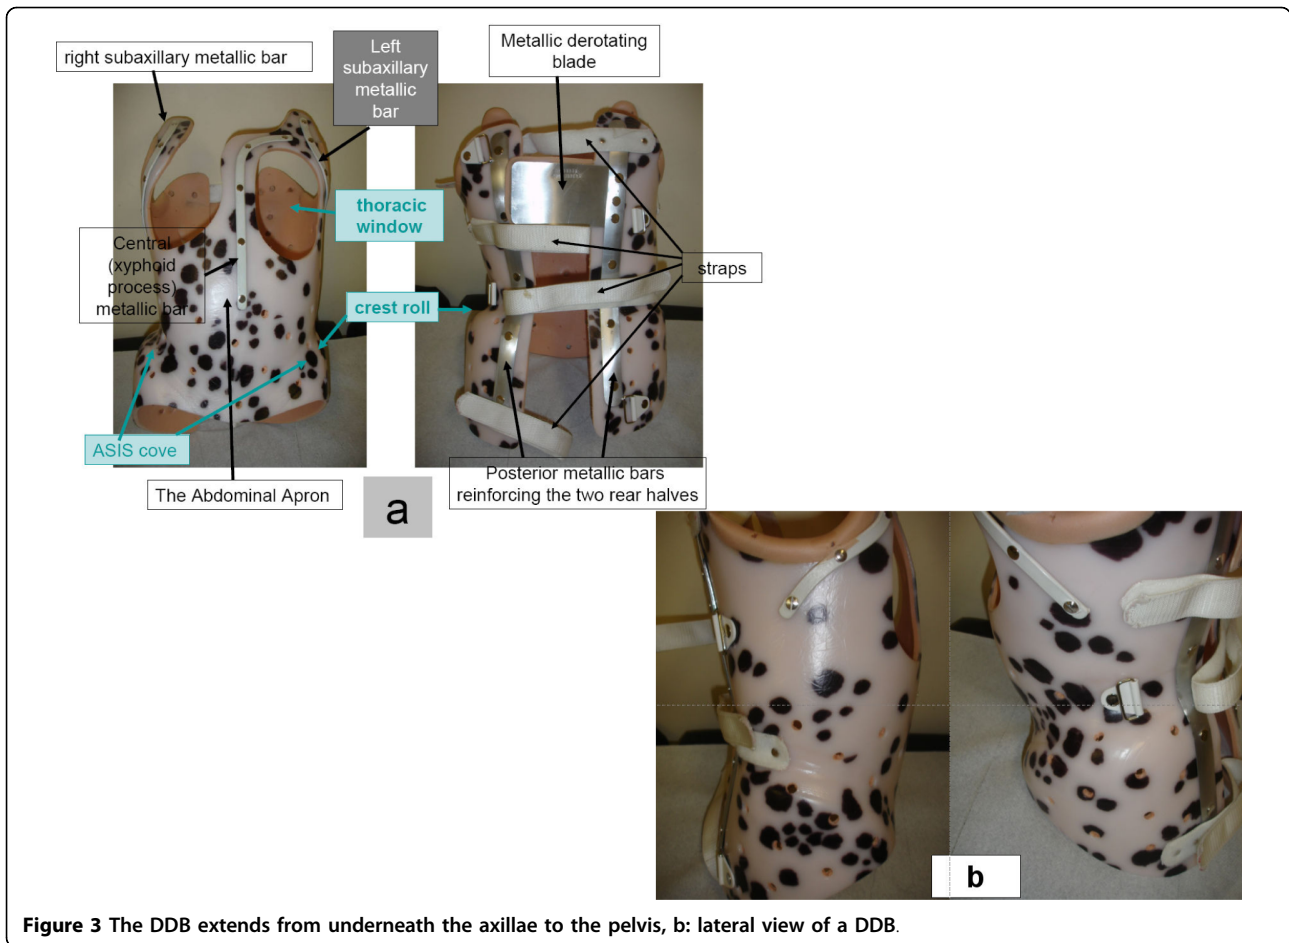 right subaxillary metallic bar
Left
subaxillary
metallic
bar
Metallic derotating
blade
thoracic
window
Central
(xyphoid
process)
metallic bar
straps
crest roll
ASIS cove
The Abdominal Apron
Posterior metallic bars
reinforcing the two rear halves
a
b
Figure 3 The DDB extends from underneath the axillae to the pelvis, b: lateral view of a DDB.